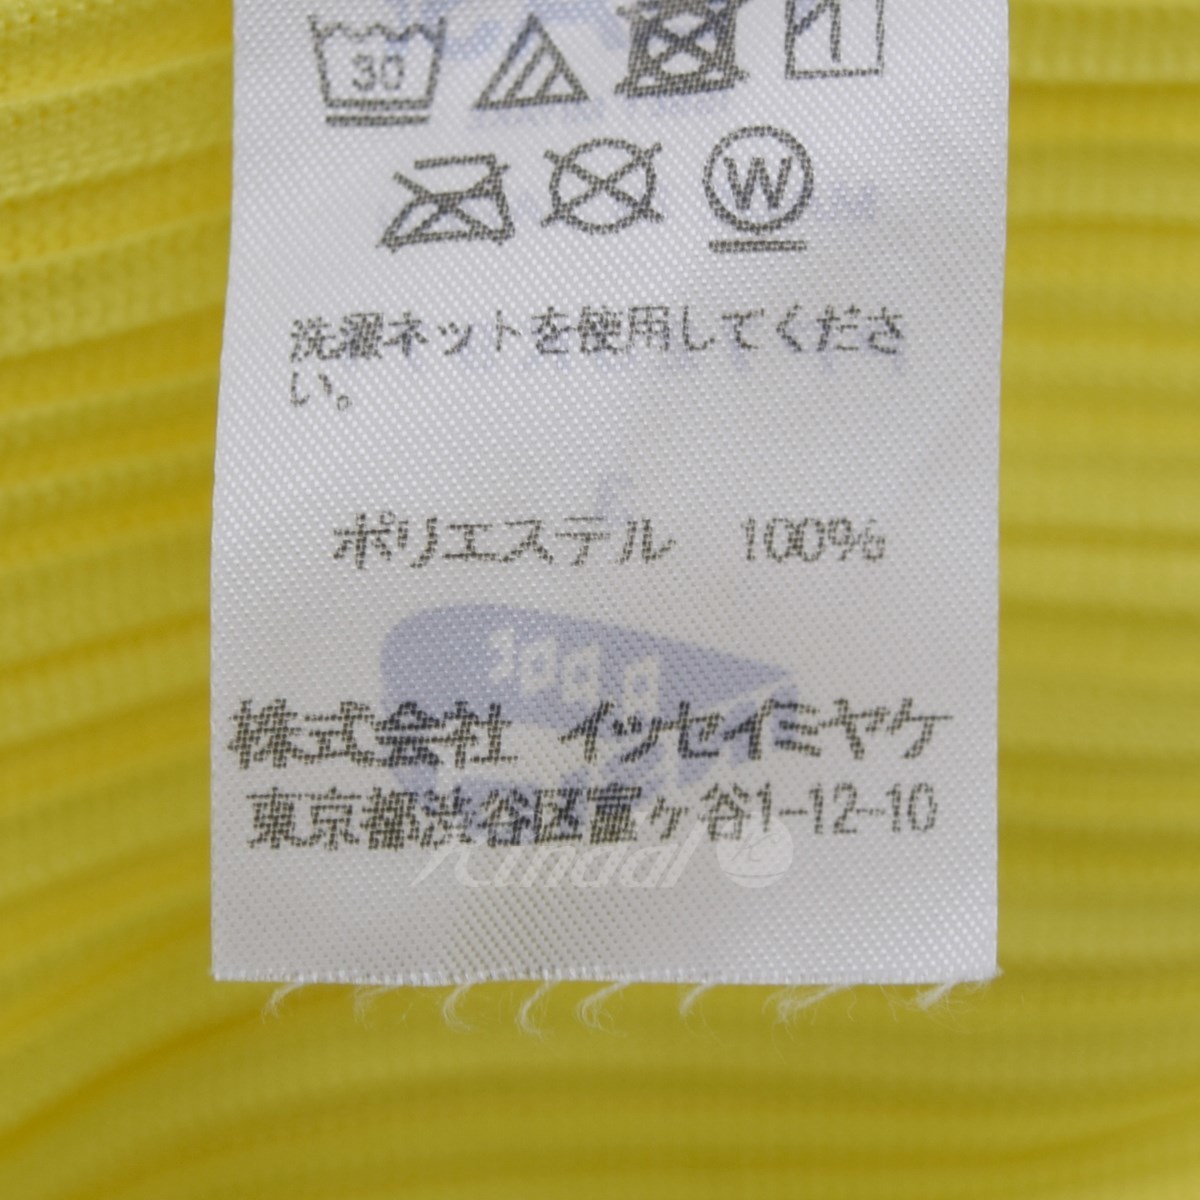 30
W
洗濯ネットを使用してくださ
い。
ポリエステル 100%
株式会社 イッセイミヤケ
東京都渋谷区富ヶ谷1-12-10
Kindal